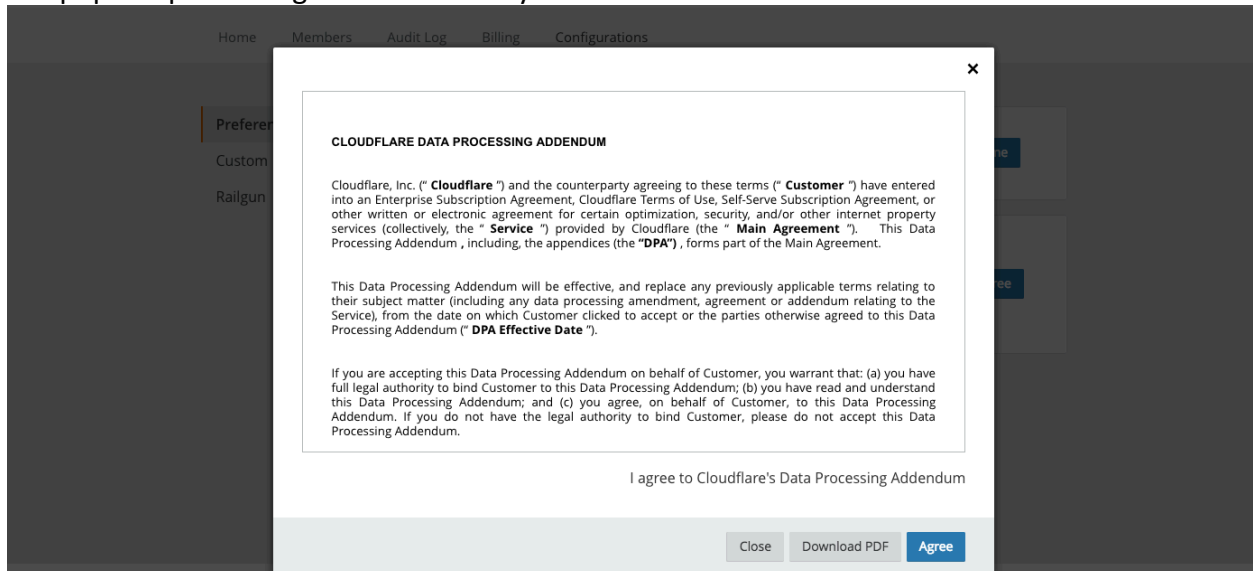 Home Members Audit Log Billing Configurations
×
Preferen
Custom
Railgun
ne
ree
CLOUDFLARE DATA PROCESSING ADDENDUM
Cloudflare, Inc. (“ Cloudflare ”) and the counterparty agreeing to these terms (“ Customer ”) have entered
into an Enterprise Subscription Agreement, Cloudflare Terms of Use, Self-Serve Subscription Agreement, or
other written or electronic agreement for certain optimization, security, and/or other internet property
services (collectively, the “ Service ”) provided by Cloudflare (the “ Main Agreement ”). This Data
Processing Addendum , including, the appendices (the “DPA”) , forms part of the Main Agreement.
This Data Processing Addendum will be effective, and replace any previously applicable terms relating to
their subject matter (including any data processing amendment, agreement or addendum relating to the
Service), from the date on which Customer clicked to accept or the parties otherwise agreed to this Data
Processing Addendum (“ DPA Effective Date ”).
If you are accepting this Data Processing Addendum on behalf of Customer, you warrant that: (a) you have
full legal authority to bind Customer to this Data Processing Addendum; (b) you have read and understand
this Data Processing Addendum; and (c) you agree, on behalf of Customer, to this Data Processing
Addendum. If you do not have the legal authority to bind Customer, please do not accept this Data
Processing Addendum.
I agree to Cloudflare's Data Processing Addendum
Close Download PDF Agree